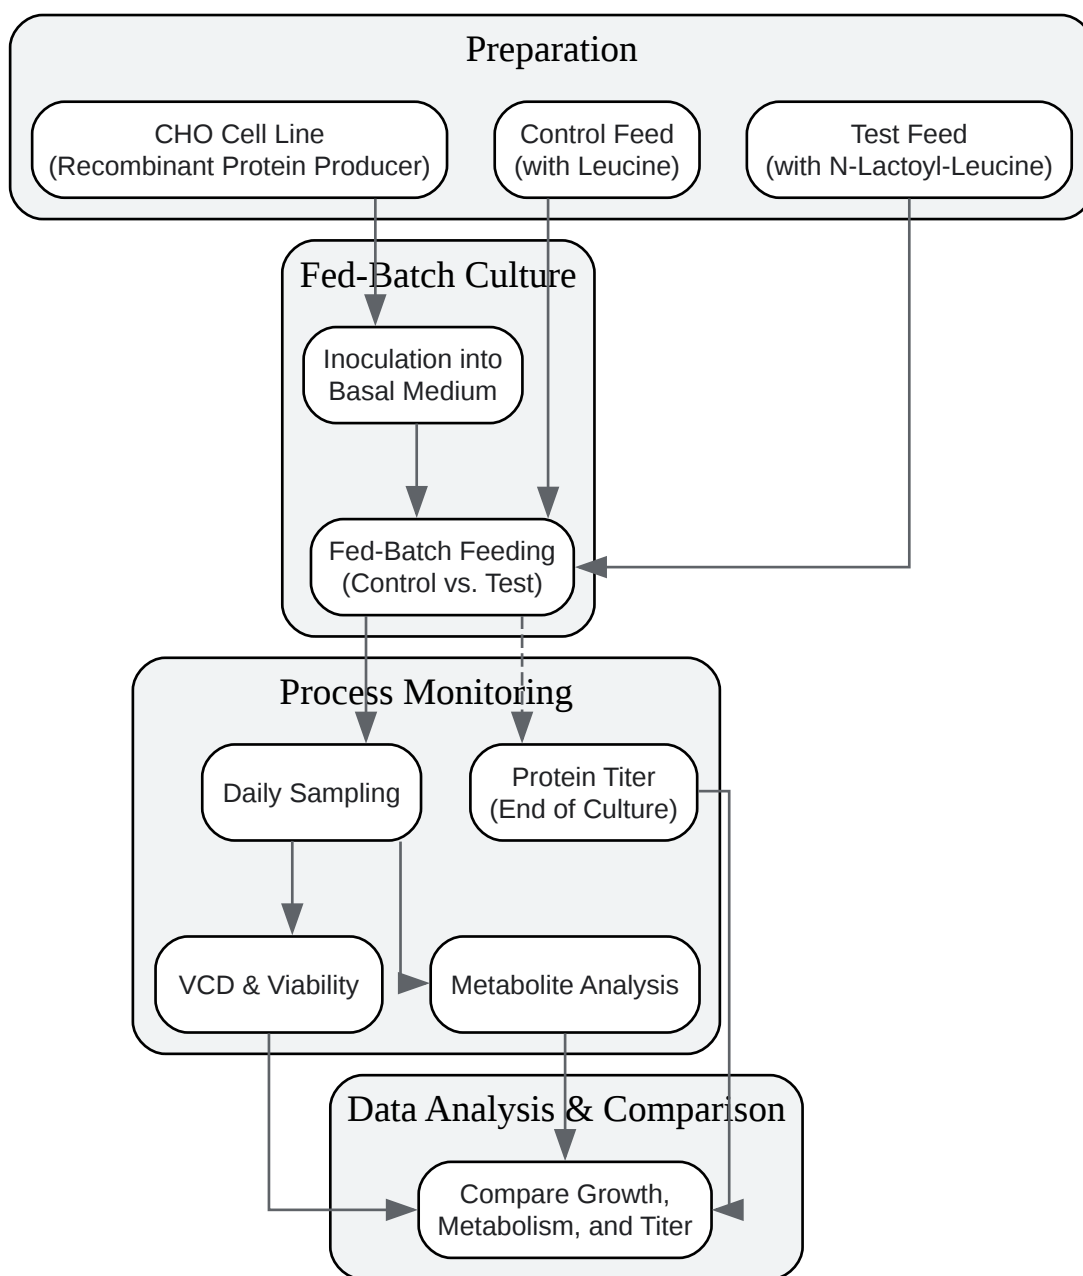 Preparation
CHO Cell Line
(Recombinant Protein Producer)
Control Feed
(with Leucine)
Test Feed
(with N-Lactoyl-Leucine)
Fed-Batch Culture
Inoculation into
Basal Medium
Fed-Batch Feeding
(Control vs. Test)
Process Monitoring
Daily Sampling
Protein Titer
(End of Culture)
VCD & Viability
Metabolite Analysis
Data Analysis & Comparison
Compare Growth,
Metabolism, and Titer